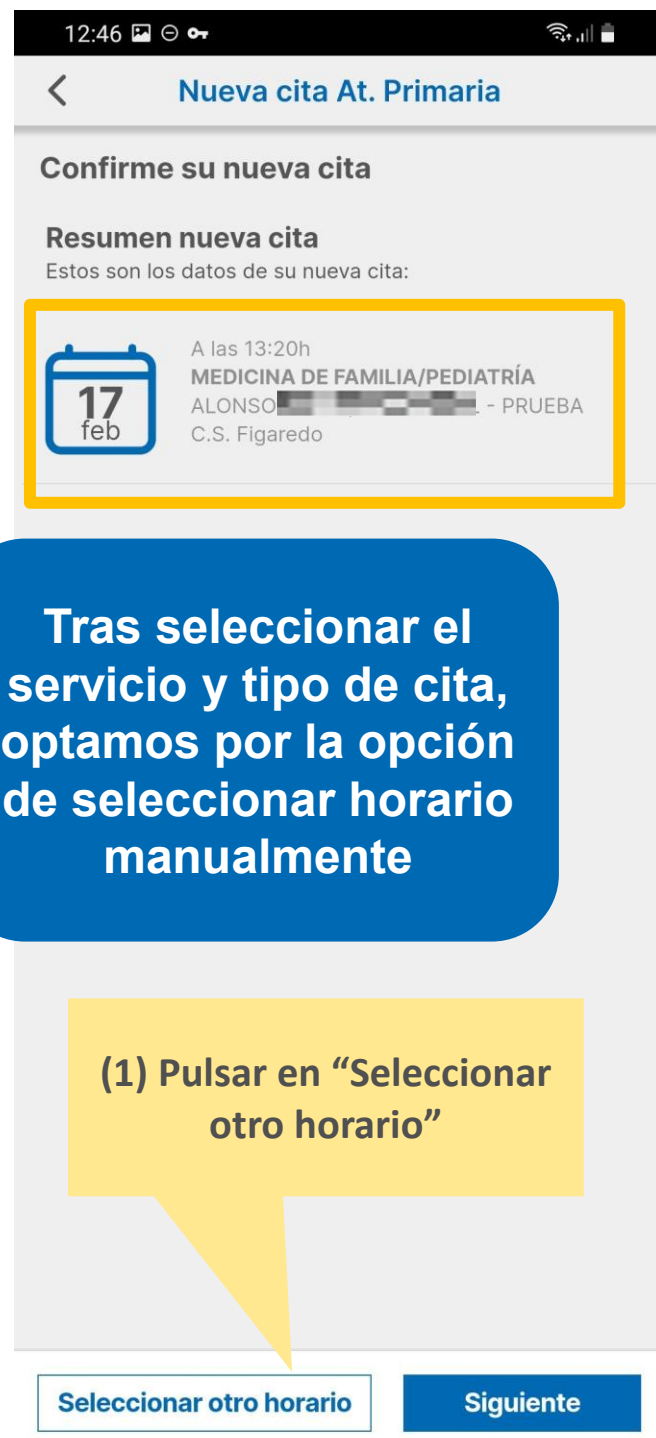 12:46
Nueva cita At. Primaria
Confirme su nueva cita
Resumen nueva cita
Estos son los datos de su nueva cita:
17
feb
A las 13:20h
MEDICINA DE FAMILIA/PEDIATRÍA
ALONSO - PRUEBA
C.S. Figaredo
Tras seleccionar el
servicio y tipo de cita,
optamos por la opción
de seleccionar horario
manualmente
(1) Pulsar en “Seleccionar
otro horario”
Seleccionar otro horario
Siguiente